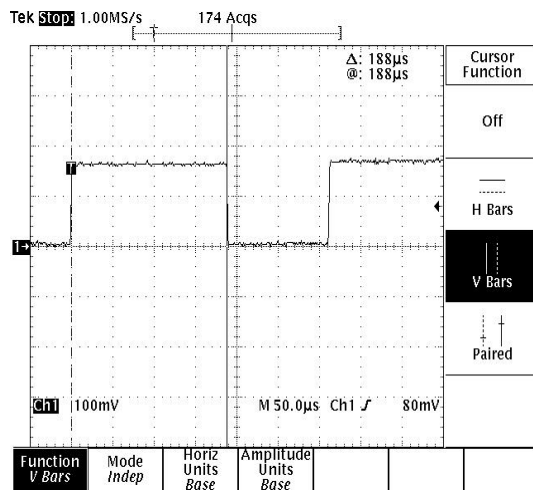 Tek Stop: 1.00MS/s 174 Acqs
T
Δ: 188µs
@: 188µs
Cursor
Function
Off
H Bars
V Bars
Paired
T
1→
Ch1 100mV M 50.0µs Ch1 80mV
Function
V Bars
Mode
Indep
Horiz
Units
Base
Amplitude
Units
Base